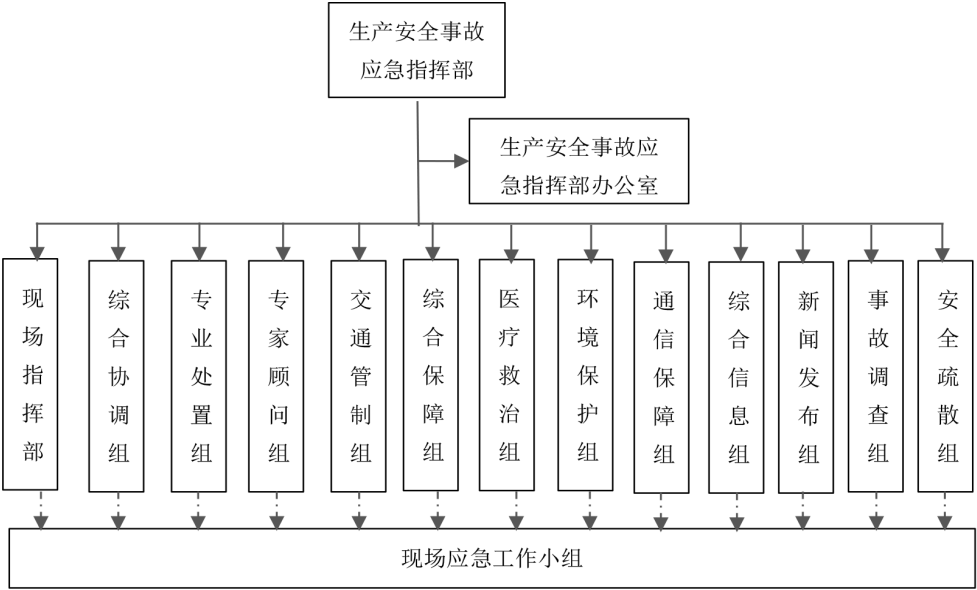 生产安全事故
应急指挥部
生产安全事故应
急指挥部办公室
现场指挥部
综合协调组
专业处置组
专家顾问组
交通管制组
综合保障组
医疗救治组
环境保护组
通信保障组
综合信息组
新闻发布组
事故调查组
安全疏散组
现场应急工作小组